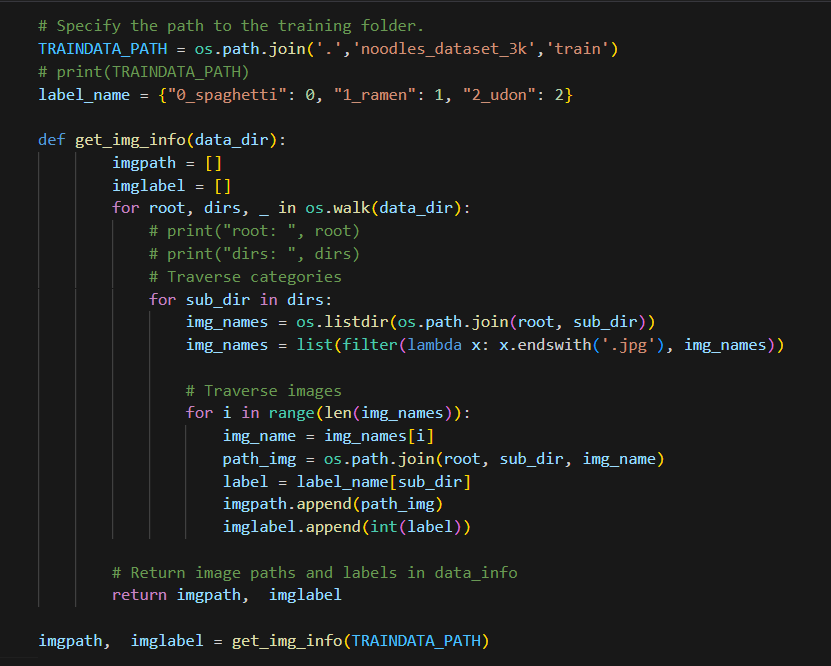 # Specify the path to the training folder.
TRAINDATA_PATH = os.path.join('.','noodles_dataset_3k','train')
# print(TRAINDATA_PATH)
label_name = {"0_spaghetti": 0, "1_ramen": 1, "2_udon": 2}

def get_img_info(data_dir):
        imgpath = []
        imglabel = []
        for root, dirs, _ in os.walk(data_dir):
            # print("root: ", root)
            # print("dirs: ", dirs)
            # Traverse categories
            for sub_dir in dirs:
                img_names = os.listdir(os.path.join(root, sub_dir))
                img_names = list(filter(lambda x: x.endswith('.jpg'), img_names))

                # Traverse images
                for i in range(len(img_names)):
                    img_name = img_names[i]
                    path_img = os.path.join(root, sub_dir, img_name)
                    label = label_name[sub_dir]
                    imgpath.append(path_img)
                    imglabel.append(int(label))

        # Return image paths and labels in data_info
        return imgpath,  imglabel

imgpath,  imglabel = get_img_info(TRAINDATA_PATH)